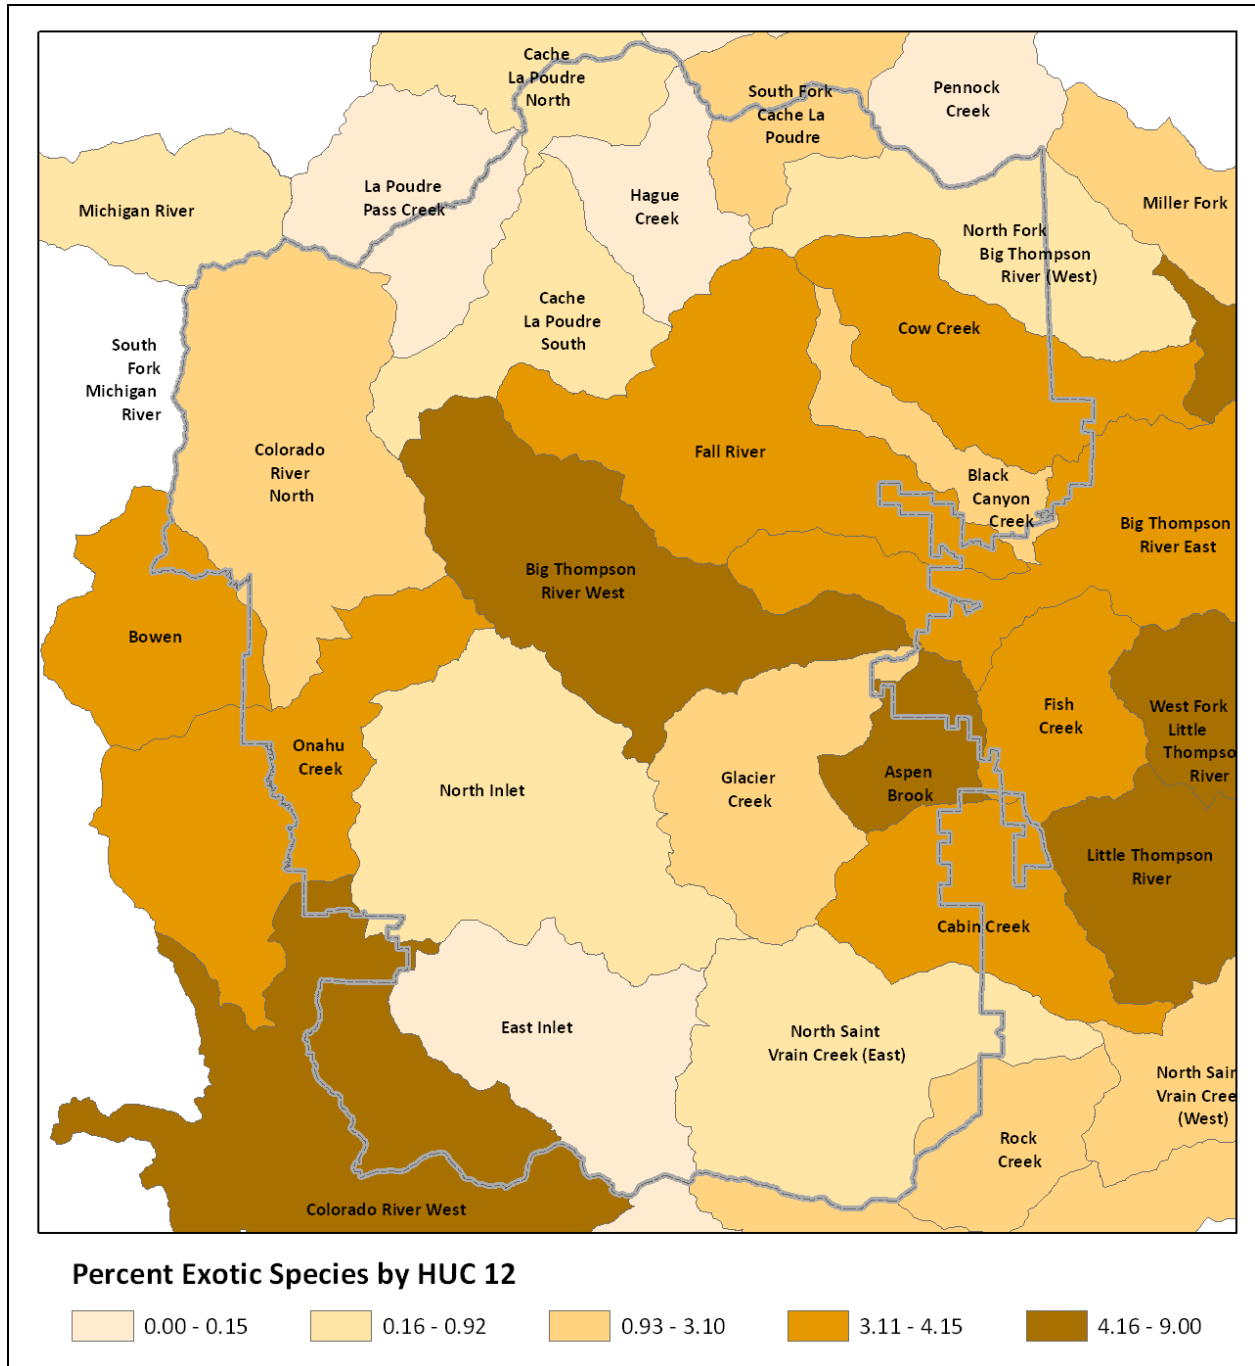 Cache
La Poudre
North
South Fork
Cache La
Poudre
Pennock
Creek
La Poudre
Pass Creek
Hague
Creek
Michigan River
Miller Fork
North Fork
Big Thompson
River (West)
Cache
La Poudre
South
Cow Creek
South
Fork
Michigan
River
Colorado
River
North
Fall River
Black
Canyon
Creek
Big Thompson
River East
Big Thompson
River West
Bowen
Fish
Creek
West Fork
Little
Thompso
River
Onahu
Creek
North Inlet
Glacier
Creek
Aspen
Brook
Little Thompson
River
Cabin Creek
East Inlet
North Saint
Vrain Creek (East)
North Sain
Vrain Cree
(West)
Rock
Creek
Colorado River West
Percent Exotic Species by HUC 12
0.00 - 0.15
0.16 - 0.92
0.93 - 3.10
3.11 - 4.15
4.16 - 9.00